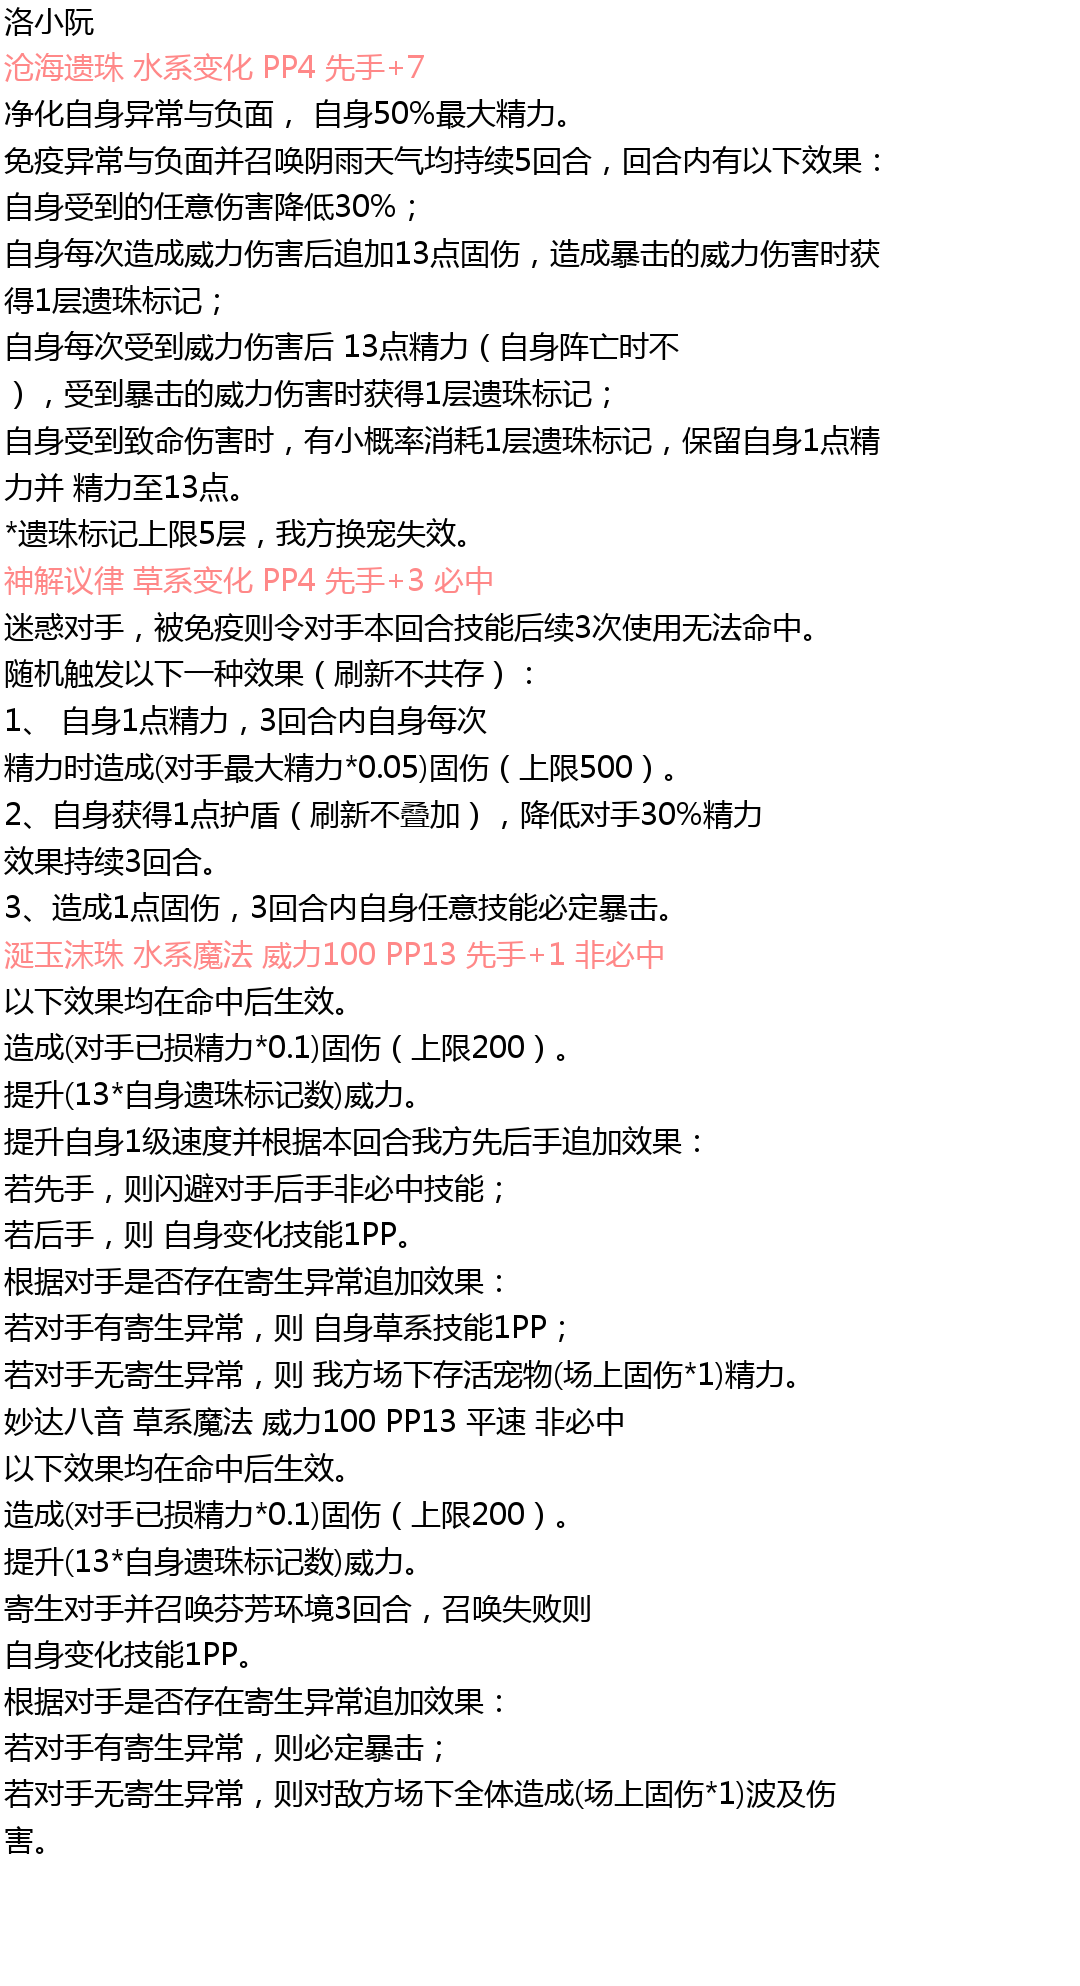 洛小阮
沧海遗珠 水系变化 PP4 先手+7
净化自身异常与负面， 自身50%最大精力。
免疫异常与负面并召唤阴雨天气均持续5回合，回合内有以下效果：
自身受到的任意伤害降低30%；
自身每次造成威力伤害后追加13点固伤，造成暴击的威力伤害时获
得1层遗珠标记；
自身每次受到威力伤害后 13点精力（自身阵亡时不
），受到暴击的威力伤害时获得1层遗珠标记；
自身受到致命伤害时，有小概率消耗1层遗珠标记，保留自身1点精
力并 精力至13点。
*遗珠标记上限5层，我方换宠失效。
神解议律 草系变化 PP4 先手+3 必中
迷惑对手，被免疫则令对手本回合技能后续3次使用无法命中。
随机触发以下一种效果（刷新不共存）：
1、 自身1点精力，3回合内自身每次
精力时造成(对手最大精力*0.05)固伤（上限500）。
2、自身获得1点护盾（刷新不叠加），降低对手30%精力
效果持续3回合。
3、造成1点固伤，3回合内自身任意技能必定暴击。
涎玉沫珠 水系魔法 威力100 PP13 先手+1 非必中
以下效果均在命中后生效。
造成(对手已损精力*0.1)固伤（上限200）。
提升(13*自身遗珠标记数)威力。
提升自身1级速度并根据本回合我方先后手追加效果：
若先手，则闪避对手后手非必中技能；
若后手，则 自身变化技能1PP。
根据对手是否存在寄生异常追加效果：
若对手有寄生异常，则 自身草系技能1PP；
若对手无寄生异常，则 我方场下存活宠物(场上固伤*1)精力。
妙达八音 草系魔法 威力100 PP13 平速 非必中
以下效果均在命中后生效。
造成(对手已损精力*0.1)固伤（上限200）。
提升(13*自身遗珠标记数)威力。
寄生对手并召唤芬芳环境3回合，召唤失败则
自身变化技能1PP。
根据对手是否存在寄生异常追加效果：
若对手有寄生异常，则必定暴击；
若对手无寄生异常，则对敌方场下全体造成(场上固伤*1)波及伤
害。